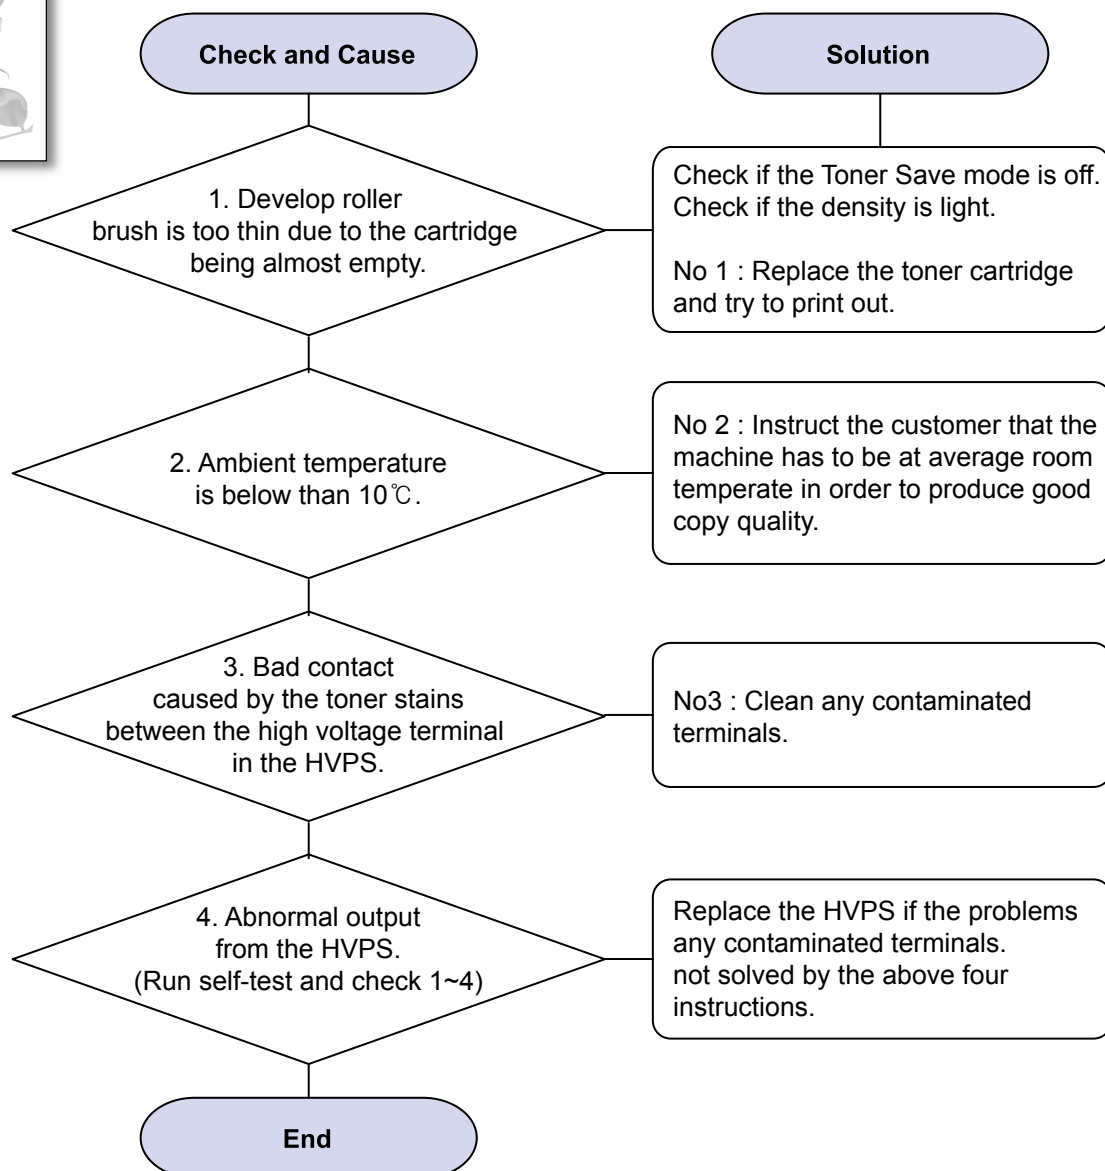 Check and Cause
Solution
1. Develop roller
brush is too thin due to the cartridge
being almost empty.
Check if the Toner Save mode is off.
Check if the density is light.
No 1 : Replace the toner cartridge
and try to print out.
2. Ambient temperature
is below than 10℃.
No 2 : Instruct the customer that the
machine has to be at average room
temperate in order to produce good
copy quality.
3. Bad contact
caused by the toner stains
between the high voltage terminal
in the HVPS.
No3 : Clean any contaminated
terminals.
4. Abnormal output
from the HVPS.
(Run self-test and check 1~4)
Replace the HVPS if the problems
any contaminated terminals.
not solved by the above four
instructions.
End